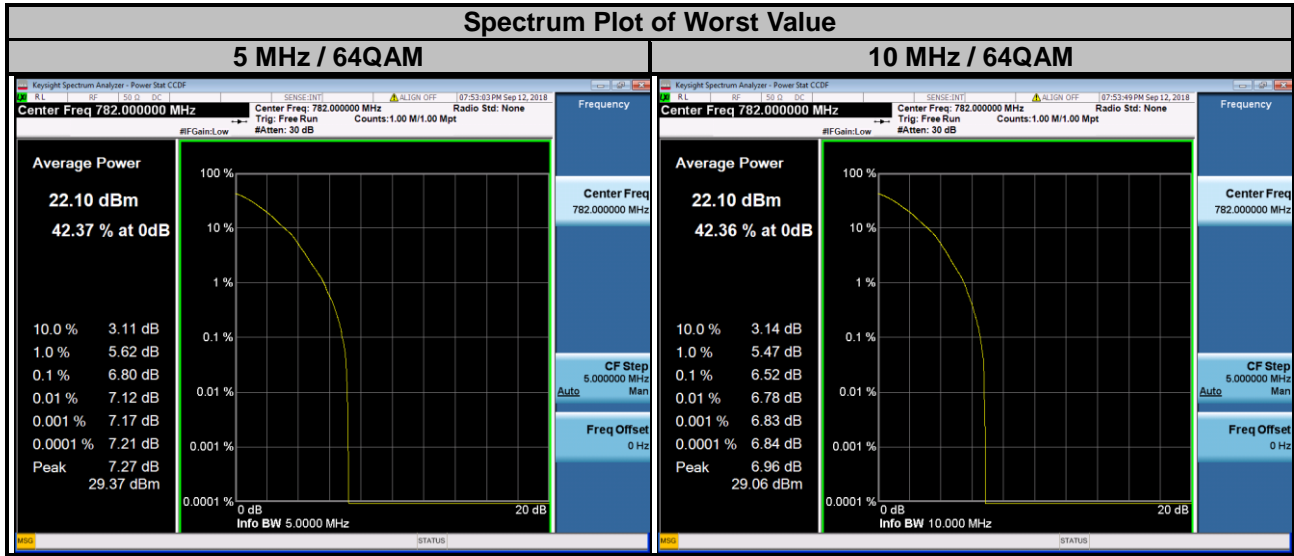 Spectrum Plot of Worst Value
5 MHz / 64QAM
10 MHz / 64QAM
Keysight Spectrum Analyzer - Power Stat CCDF
RL RF 50 Ω DC SENSE:INT ALIGN OFF 07:53:03 PM Sep 12, 2018
Center Freq 782.000000 MHz
Center Freq: 782.000000 MHz Radio Std: None
Trig: Free Run Counts:1.00 M/1.00 Mpt
#IFGain:Low #Atten: 30 dB
Average Power
22.10 dBm
42.37 % at 0dB
10.0 % 3.11 dB
1.0 % 5.62 dB
0.1 % 6.80 dB
0.01 % 7.12 dB
0.001 % 7.17 dB
0.0001 % 7.21 dB
Peak 7.27 dB
29.37 dBm
100 %
10 %
1 %
0.1 %
0.01 %
0.001 %
0.0001 %
0 dB 20 dB
Info BW 5.0000 MHz
Frequency
Center Freq
782.000000 MHz
CF Step
5.000000 MHz
Auto Man
Freq Offset
0 Hz
MSG STATUS
Keysight Spectrum Analyzer - Power Stat CCDF
RL RF 50 Ω DC SENSE:INT ALIGN OFF 07:53:49 PM Sep 12, 2018
Center Freq 782.000000 MHz
Center Freq: 782.000000 MHz Radio Std: None
Trig: Free Run Counts:1.00 M/1.00 Mpt
#IFGain:Low #Atten: 30 dB
Average Power
22.10 dBm
42.36 % at 0dB
10.0 % 3.14 dB
1.0 % 5.47 dB
0.1 % 6.52 dB
0.01 % 6.78 dB
0.001 % 6.83 dB
0.0001 % 6.84 dB
Peak 6.96 dB
29.06 dBm
100 %
10 %
1 %
0.1 %
0.01 %
0.001 %
0.0001 %
0 dB 20 dB
Info BW 10.000 MHz
Frequency
Center Freq
782.000000 MHz
CF Step
5.000000 MHz
Auto Man
Freq Offset
0 Hz
MSG STATUS